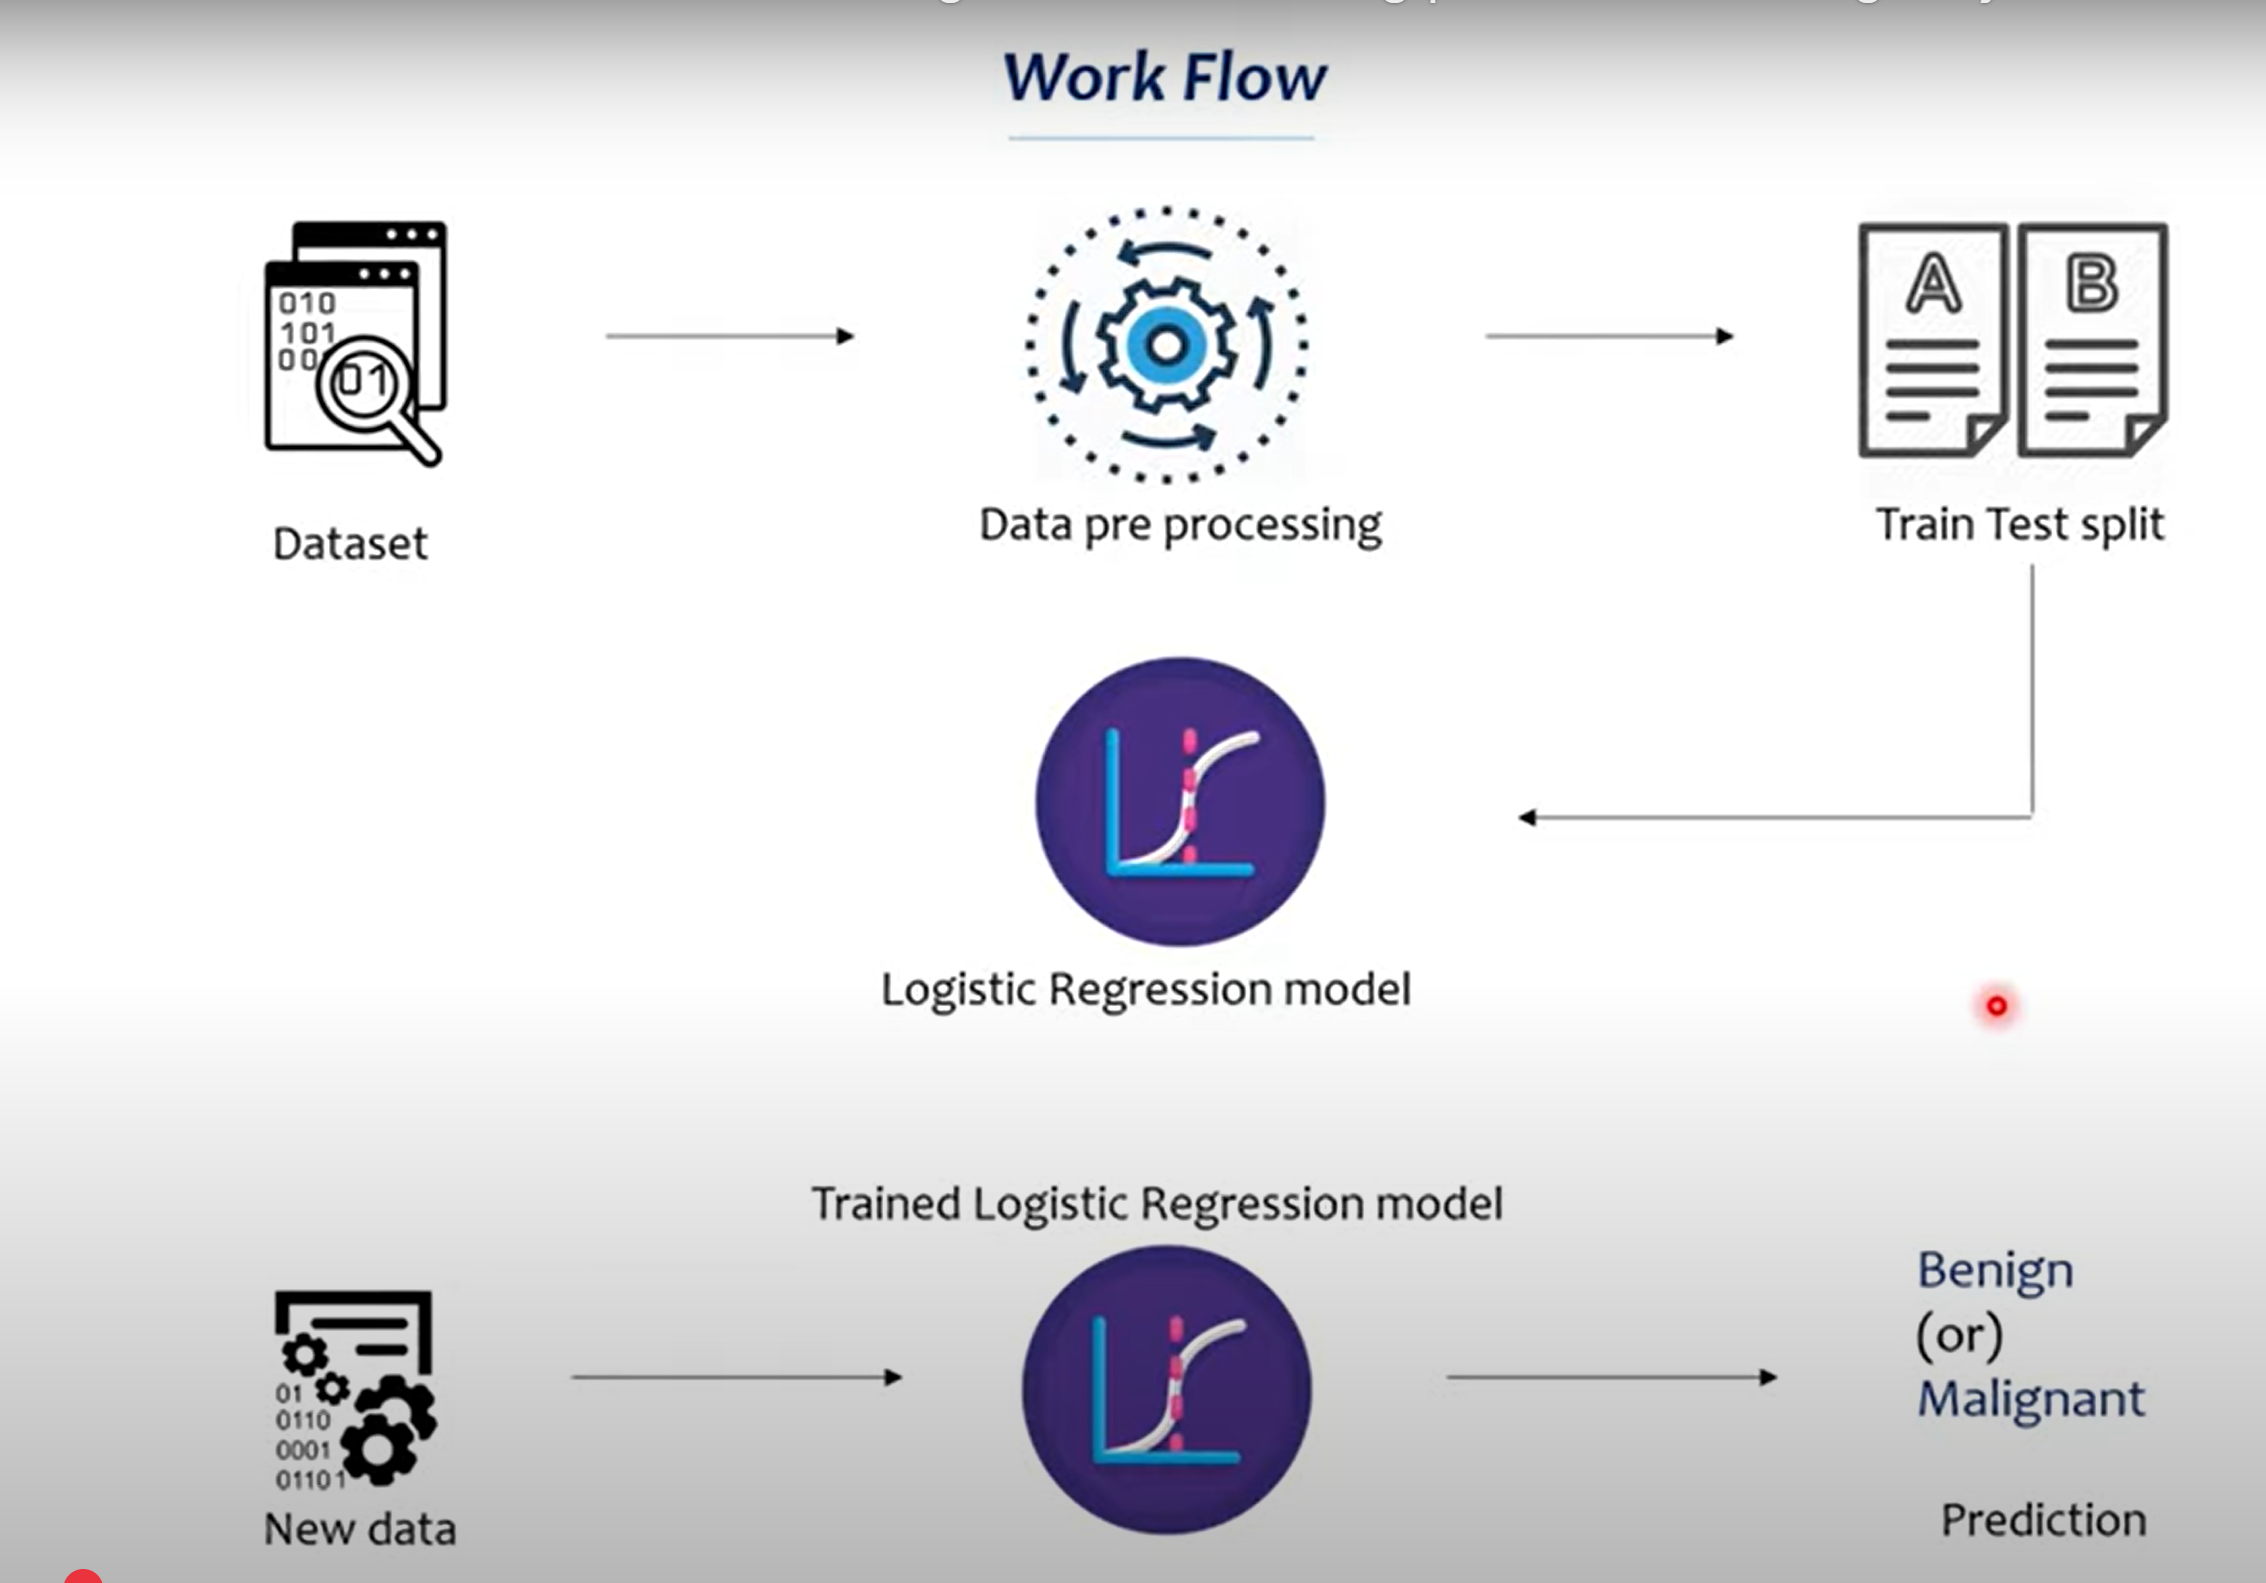 Work Flow
010
101
00
01
A
B
Dataset
Data pre processing
Train Test split
Logistic Regression model
Trained Logistic Regression model
Benign
(or)
Malignant
01
0110
0001
01101
New data
Prediction